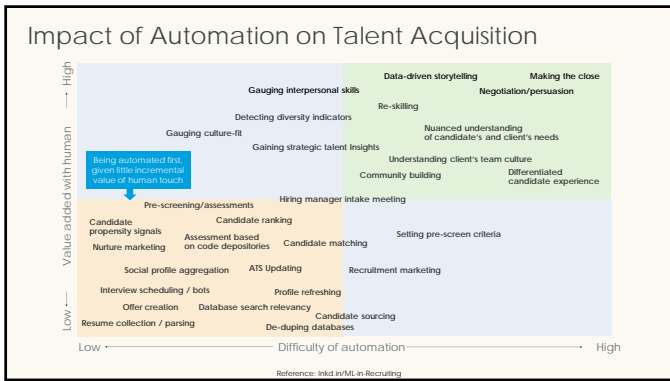 Impact of Automation on Talent Acquisition
High
Value added with human
Low
Data-driven storytelling
Making the close
Gauging interpersonal skills
Negotiation/persuasion
Re-skilling
Detecting diversity indicators
Gauging culture-fit
Nuanced understanding
of candidate's and client's needs
Gaining strategic talent Insights
Being automated first,
given little incremental
value of human touch
Understanding client's team culture
Community building
Differentiated
candidate experience
Hiring manager intake meeting
Pre-screening/assessments
Candidate
propensity signals
Candidate ranking
Assessment based
on code depositories
Setting pre-screen criteria
Nurture marketing
Candidate matching
Social profile aggregation
ATS Updating
Recruitment marketing
Interview scheduling / bots
Profile refreshing
Offer creation
Database search relevancy
Candidate sourcing
Resume collection / parsing
De-duping databases
Low
Difficulty of automation
High
Reference: lnkd.in/ML-in-Recruiting